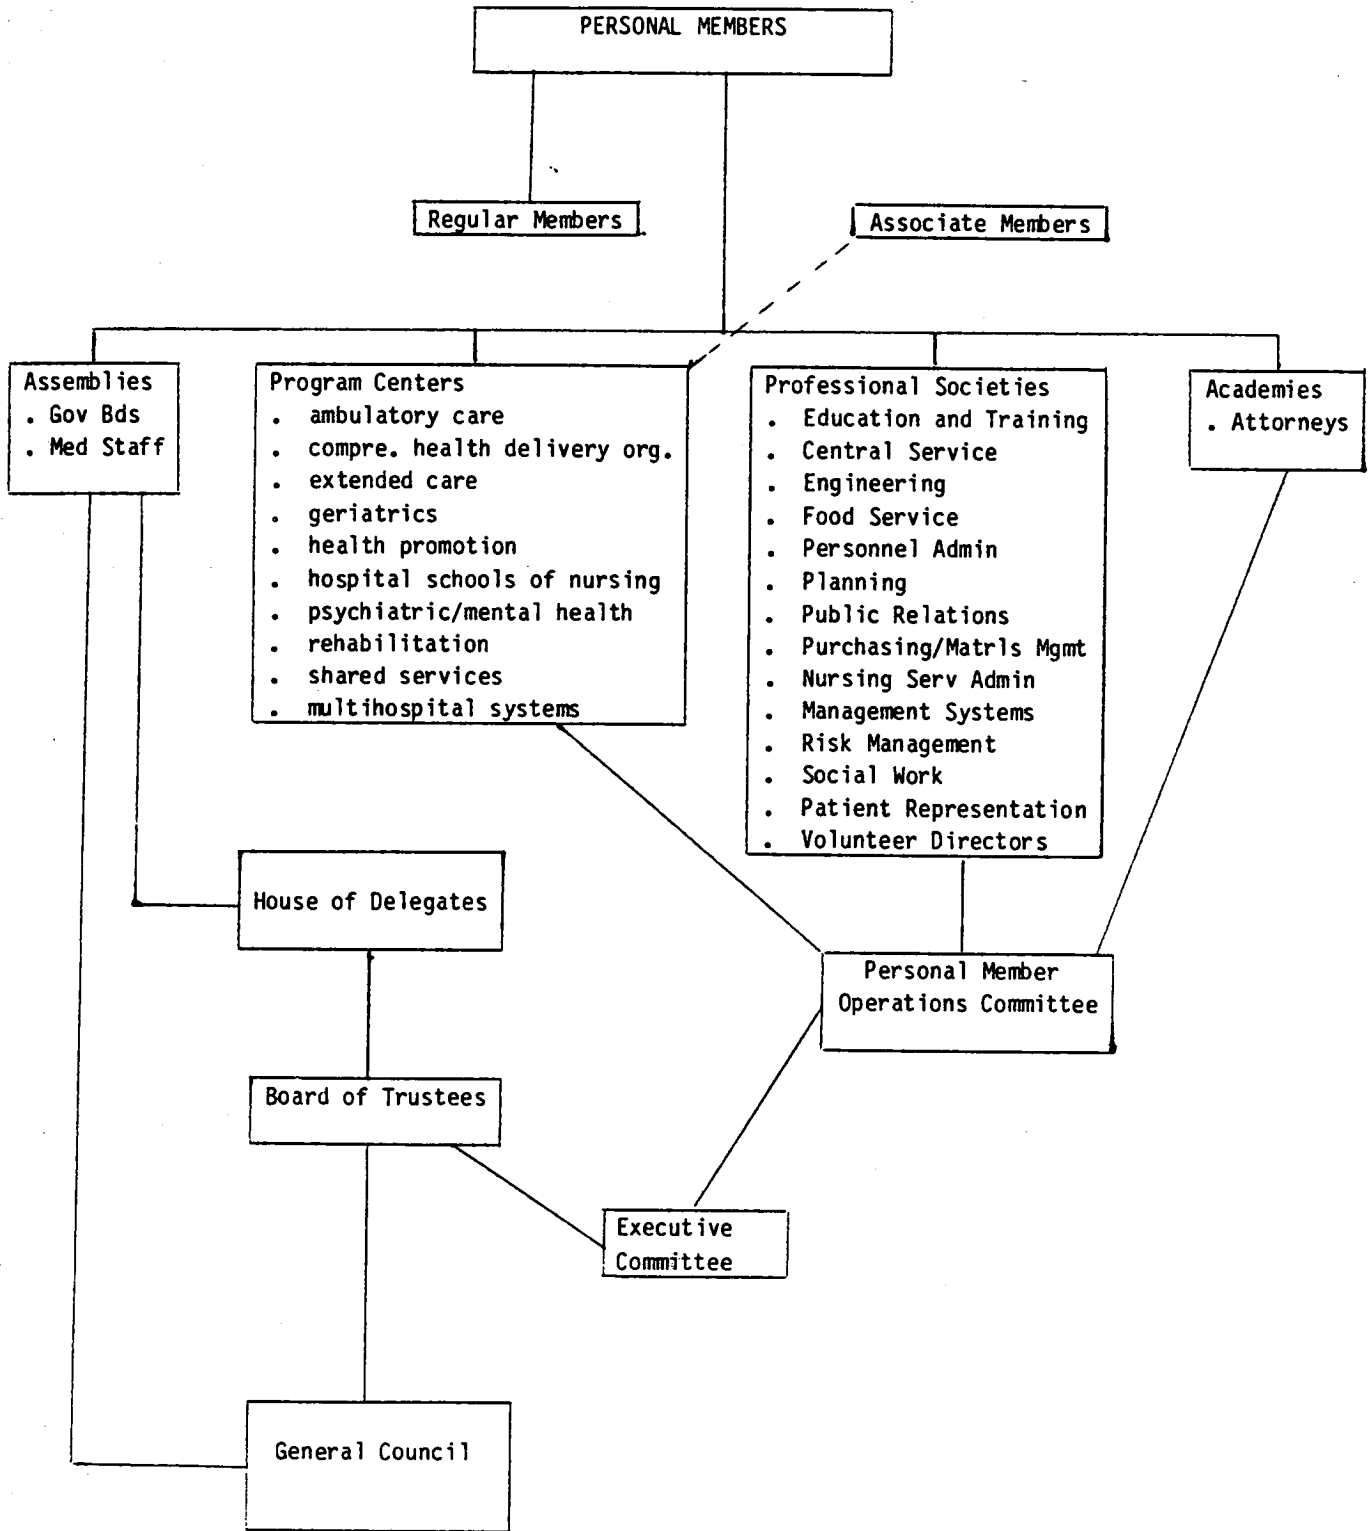 PERSONAL MEMBERS
Regular Members
Associate Members
Assemblies
. Gov Bds
. Med Staff
Program Centers
. ambulatory care
. compre. health delivery org.
. extended care
. geriatrics
. health promotion
. hospital schools of nursing
. psychiatric/mental health
. rehabilitation
. shared services
. multihospital systems
Professional Societies
. Education and Training
. Central Service
. Engineering
. Food Service
. Personnel Admin
. Planning
. Public Relations
. Purchasing/Matrls Mgmt
. Nursing Serv Admin
. Management Systems
. Risk Management
. Social Work
. Patient Representation
. Volunteer Directors
Academies
. Attorneys
House of Delegates
Personal Member
Operations Committee
Board of Trustees
Executive
Committee
General Council